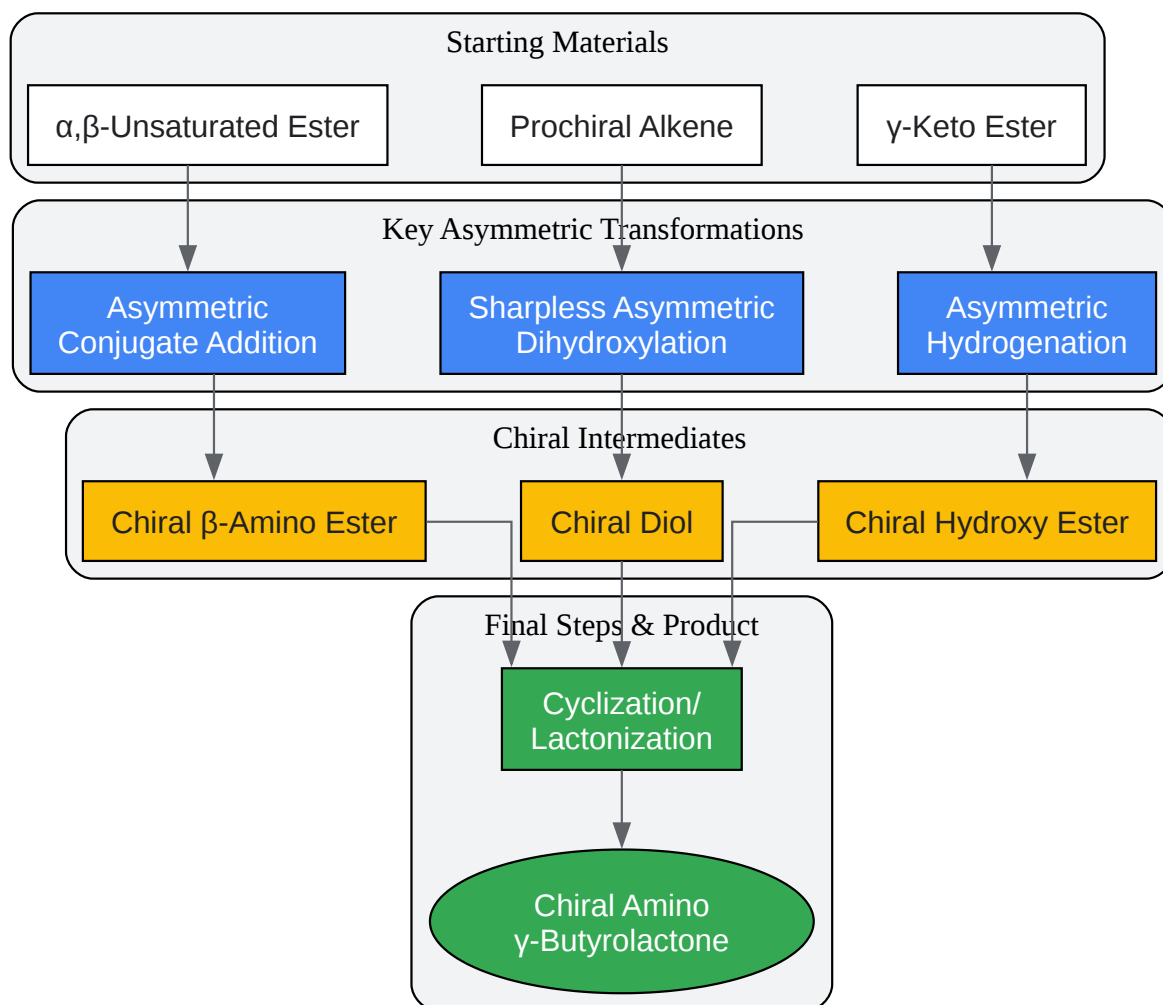 Starting Materials
α,β-Unsaturated Ester
Prochiral Alkene
γ-Keto Ester
Key Asymmetric Transformations
Asymmetric
Conjugate Addition
Sharpless Asymmetric
Dihydroxylation
Asymmetric
Hydrogenation
Chiral Intermediates
Chiral β-Amino Ester
Chiral Diol
Chiral Hydroxy Ester
Final Steps & Product
Cyclization/
Lactonization
Chiral Amino
γ-Butyrolactone